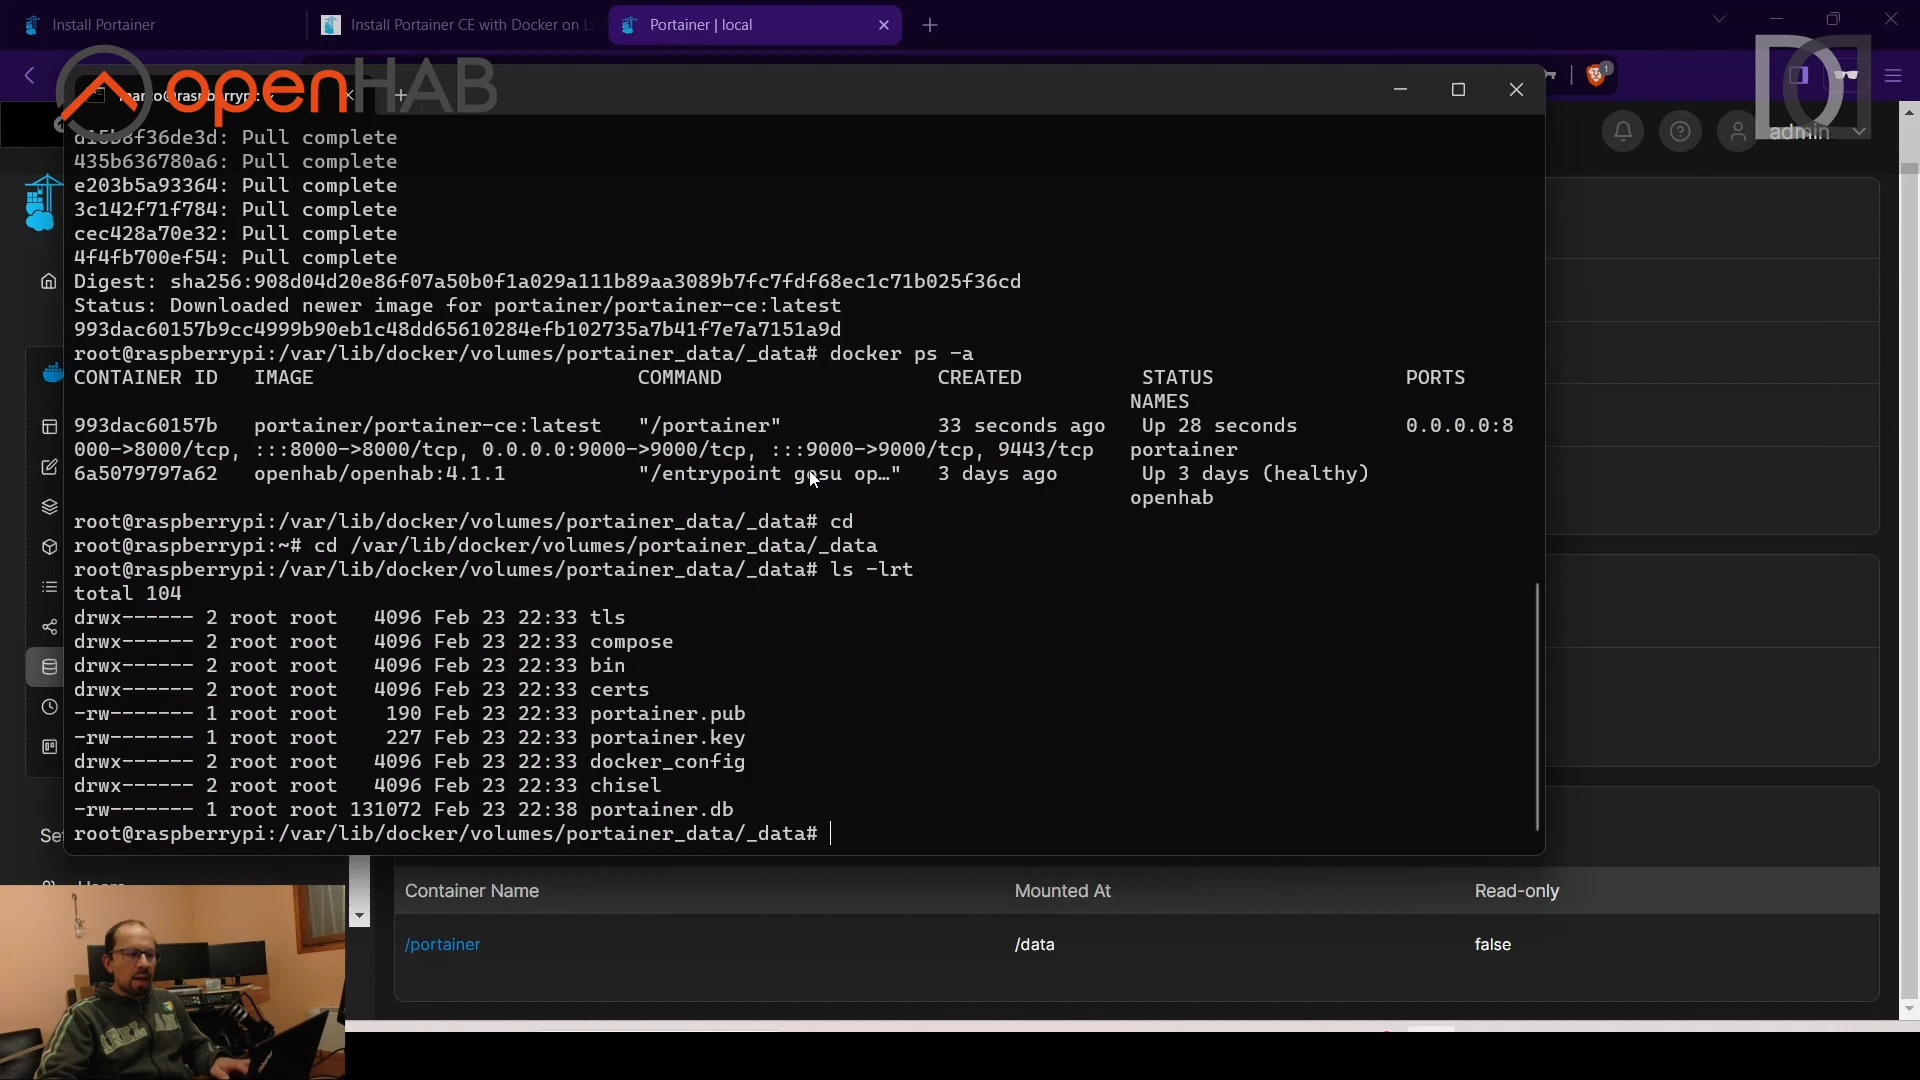 Install Portainer
Install Portainer CE with Docker on L
Portainer | local
openHAB
1
admin
d15b8f36de3d: Pull complete
435b636780a6: Pull complete
e203b5a93364: Pull complete
3c142f71f784: Pull complete
cec428a70e32: Pull complete
4f4fb700ef54: Pull complete
Digest: sha256:908d04d20e86f07a50b0f1a029a111b89aa3089b7fc7fdf68ec1c71b025f36cd
Status: Downloaded newer image for portainer/portainer-ce:latest
993dac60157b9cc4999b90eb1c48dd65610284efb102735a7b41f7e7a7151a9d
root@raspberrypi:/var/lib/docker/volumes/portainer_data/_data# docker ps -a
CONTAINER ID IMAGE COMMAND CREATED STATUS PORTS
NAMES
993dac60157b portainer/portainer-ce:latest "/portainer" 33 seconds ago Up 28 seconds 0.0.0.0:8
000->8000/tcp, :::8000->8000/tcp, 0.0.0.0:9000->9000/tcp, :::9000->9000/tcp, 9443/tcp portainer
6a5079797a62 openhab/openhab:4.1.1 "/entrypoint gosu op…" 3 days ago Up 3 days (healthy)
openhab
root@raspberrypi:/var/lib/docker/volumes/portainer_data/_data# cd
root@raspberrypi:~# cd /var/lib/docker/volumes/portainer_data/_data
root@raspberrypi:/var/lib/docker/volumes/portainer_data/_data# ls -lrt
total 104
drwx------ 2 root root 4096 Feb 23 22:33 tls
drwx------ 2 root root 4096 Feb 23 22:33 compose
drwx------ 2 root root 4096 Feb 23 22:33 bin
drwx------ 2 root root 4096 Feb 23 22:33 certs
-rw------- 1 root root 190 Feb 23 22:33 portainer.pub
-rw------- 1 root root 227 Feb 23 22:33 portainer.key
drwx------ 2 root root 4096 Feb 23 22:33 docker_config
drwx------ 2 root root 4096 Feb 23 22:33 chisel
-rw------- 1 root root 131072 Feb 23 22:38 portainer.db
root@raspberrypi:/var/lib/docker/volumes/portainer_data/_data#
Container Name Mounted At Read-only
/portainer /data false